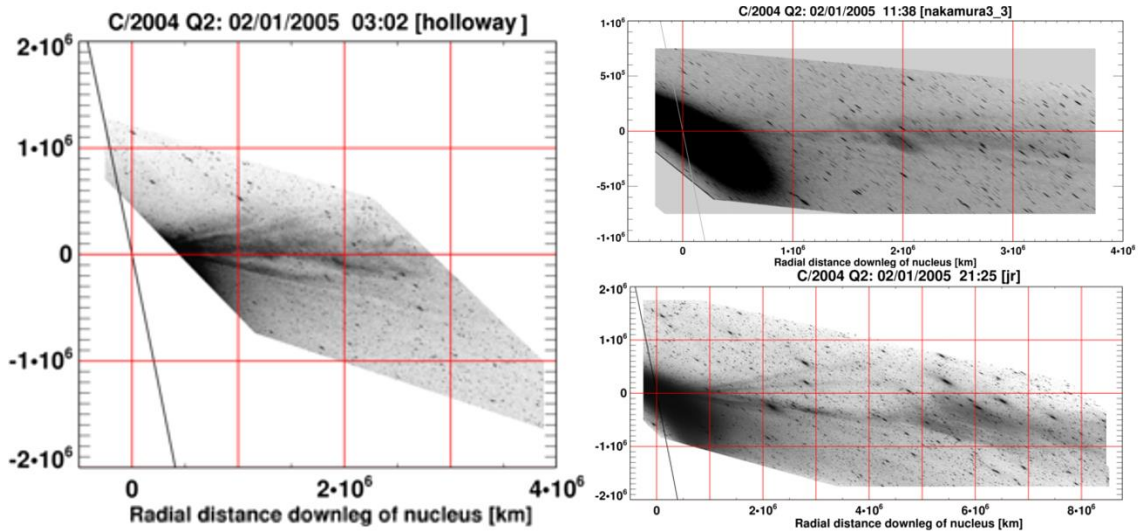 C/2004 Q2: 02/01/2005 03:02 [holloway]
2•10⁶
1•10⁶
0
-1•10⁶
-2•10⁶
0 2•10⁶ 4•10⁶
Radial distance downleg of nucleus [km]
C/2004 Q2: 02/01/2005 11:38 [nakamura3_3]
1•10⁶
5•10⁵
0
-5•10⁵
-1•10⁶
0 1•10⁶ 2•10⁶ 3•10⁶ 4•10⁶
Radial distance downleg of nucleus [km]
C/2004 Q2: 02/01/2005 21:25 [jr]
2•10⁶
1•10⁶
0
-1•10⁶
-2•10⁶
0 2•10⁶ 4•10⁶ 6•10⁶ 8•10⁶
Radial distance downleg of nucleus [km]